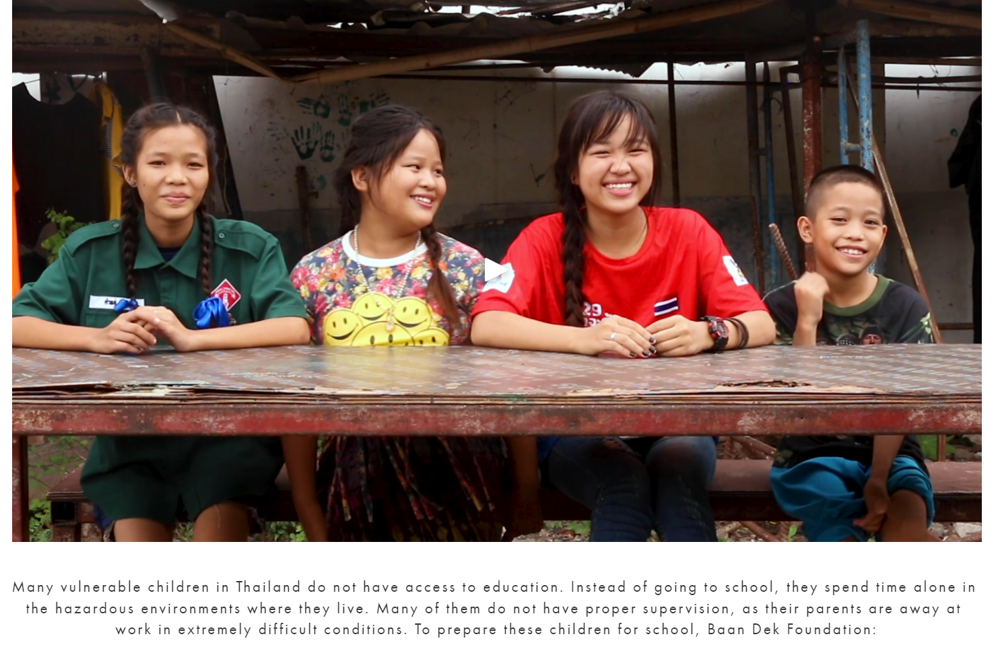 29
Many vulnerable children in Thailand do not have access to education. Instead of going to school, they spend time alone in
the hazardous environments where they live. Many of them do not have proper supervision, as their parents are away at
work in extremely difficult conditions. To prepare these children for school, Baan Dek Foundation: